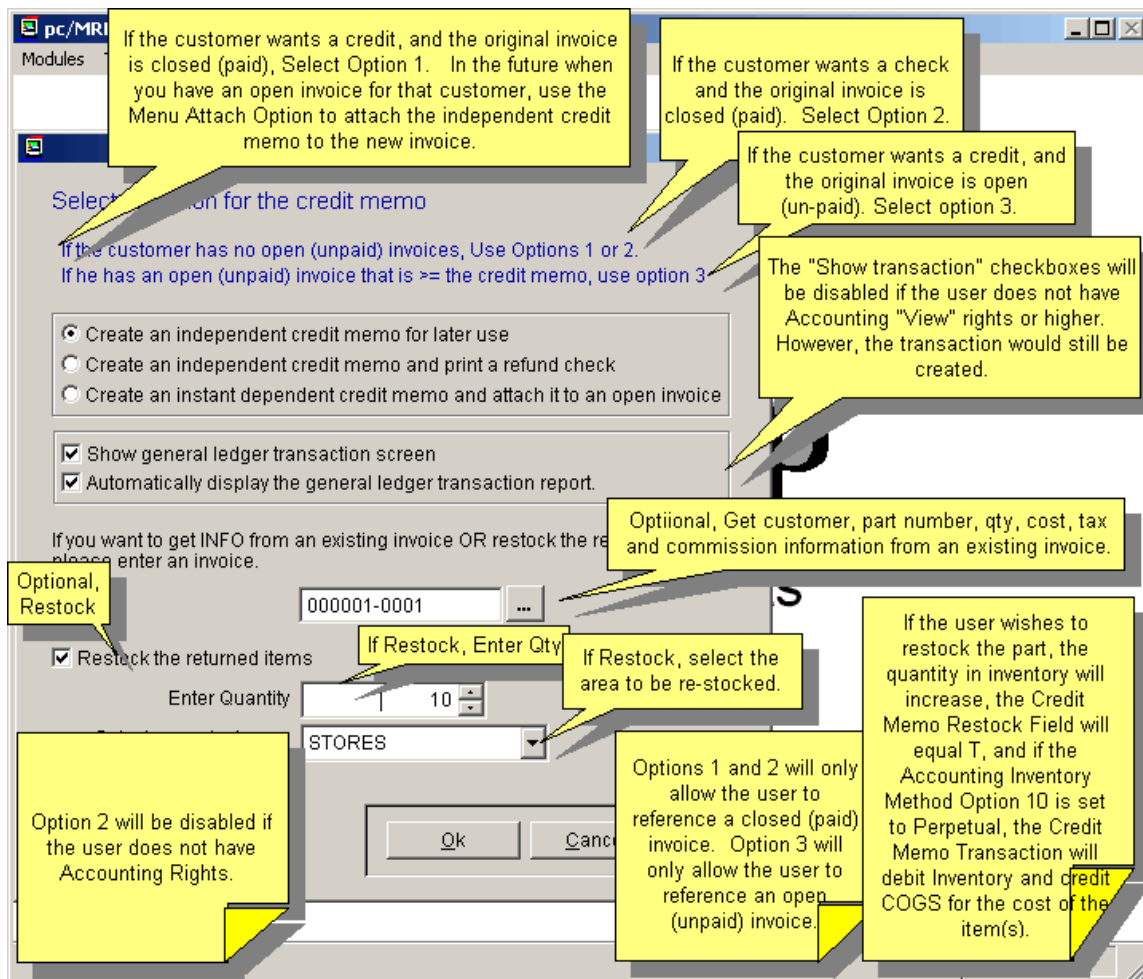 pc/MRP
If the customer wants a credit, and the original invoice
is closed (paid), Select Option 1. In the future when
you have an open invoice for that customer, use the
Menu Attach Option to attach the independent credit
memo to the new invoice.
Modules
If the customer wants a check
and the original invoice is
closed (paid). Select Option 2.
If the customer wants a credit, and
the original invoice is open
(un-paid). Select option 3.
Select for the credit memo
If the customer has no open (unpaid) invoices, Use Options 1 or 2.
If he has an open (unpaid) invoice that is >= the credit memo, use option 3
The "Show transaction" checkboxes will
be disabled if the user does not have
Accounting "View" rights or higher.
However, the transaction would still be
created.
Create an independent credit memo for later use
Create an independent credit memo and print a refund check
Create an instant dependent credit memo and attach it to an open invoice
Show general ledger transaction screen
Automatically display the general ledger transaction report.
Optiional, Get customer, part number, qty, cost, tax
and commission information from an existing invoice.
If you want to get INFO from an existing invoice OR restock the
please enter an invoice.
Optional,
Restock
000001-0001
...
Restock the returned items
If Restock, Enter Qty
If Restock, select the
area to be re-stocked.
Enter Quantity
10
STORES
Option 2 will be disabled if
the user does not have
Accounting Rights.
Ok
Options 1 and 2 will only
allow the user to
reference a closed (paid)
invoice. Option 3 will
only allow the user to
reference an open
(unpaid) invoice.
If the user wishes to
restock the part, the
quantity in inventory will
increase, the Credit
Memo Restock Field will
equal T, and if the
Accounting Inventory
Method Option 10 is set
to Perpetual, the Credit
Memo Transaction will
debit Inventory and credit
COGS for the cost of the
item(s).